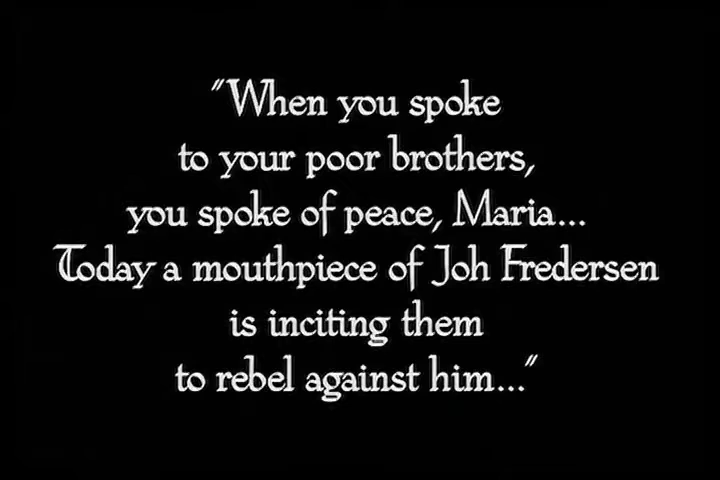 "When you spoke
to your poor brothers,
you spoke of peace, Maria...
Today a mouthpiece of Joh Fredersen
is inciting them
to rebel against him..."